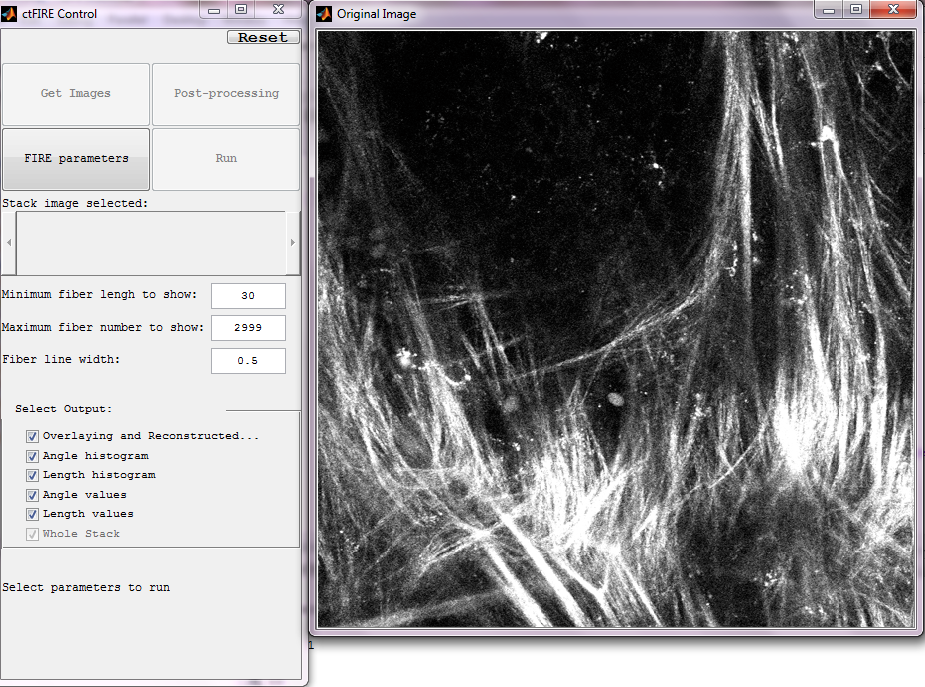 ctFIRE Control
Reset
Get Images
Post-processing
FIRE parameters
Run
Stack image selected:
Minimum fiber lengh to show:
30
Maximum fiber number to show:
2999
Fiber line width:
0.5
Select Output:
Overlaying and Reconstructed...
Angle histogram
Length histogram
Angle values
Length values
Whole Stack
Select parameters to run
Original Image
1